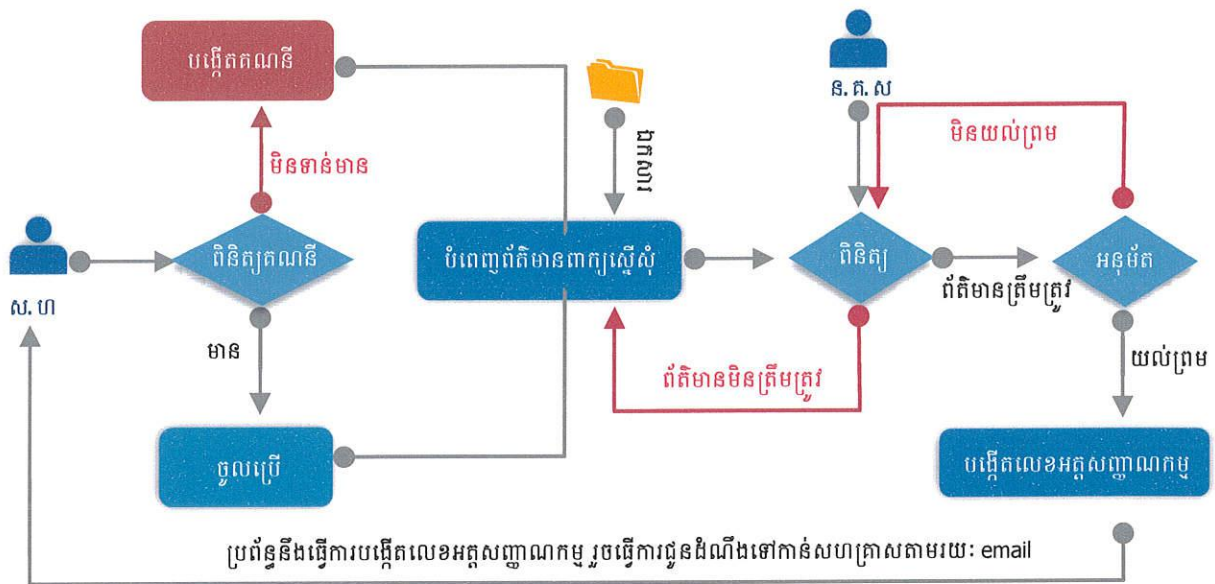 បង្កើតគណនី
ន. គ. ស
មិនយល់ព្រម
ឯកសារ
មិនទាន់មាន
ស. ហ
ពិនិត្យគណនី
បំពេញព័ត៌មានពាក្យស្នើសុំ
ពិនិត្យ
អនុម័ត
ព័ត៌មានត្រឹមត្រូវ
មាន
ព័ត៌មានមិនត្រឹមត្រូវ
យល់ព្រម
ចូលប្រើ
បង្កើតលេខអត្តសញ្ញាណកម្ម
ប្រព័ន្ធនឹងធ្វើការបង្កើតលេខអត្តសញ្ញាណកម្ម រួចធ្វើការជូនដំណឹងទៅកាន់សហគ្រាសតាមរយៈ email